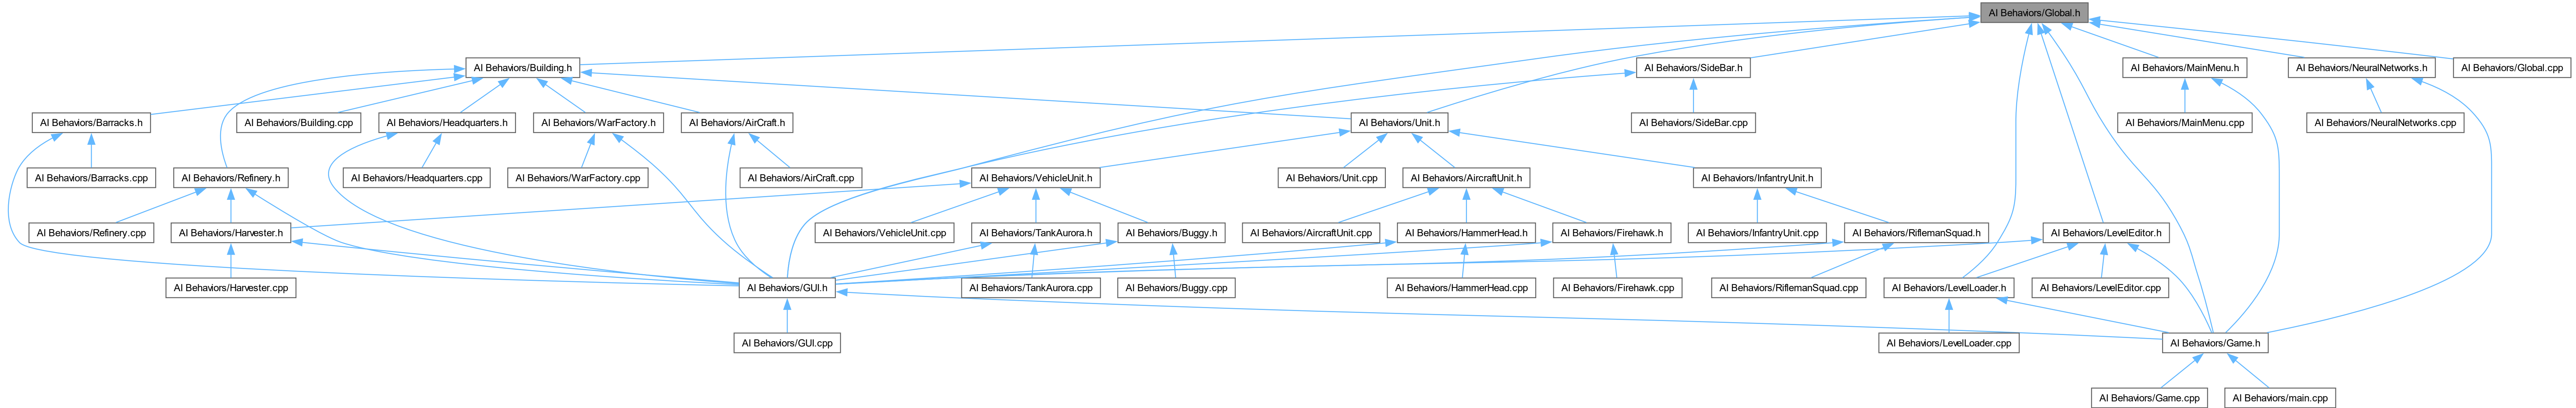 AI Behaviors/Global.h
AI Behaviors/Building.h
AI Behaviors/SideBar.h
AI Behaviors/MainMenu.h
AI Behaviors/NeuralNetworks.h
AI Behaviors/Global.cpp
AI Behaviors/Barracks.h
AI Behaviors/Building.cpp
AI Behaviors/Headquarters.h
AI Behaviors/WarFactory.h
AI Behaviors/AirCraft.h
AI Behaviors/Unit.h
AI Behaviors/SideBar.cpp
AI Behaviors/MainMenu.cpp
AI Behaviors/NeuralNetworks.cpp
AI Behaviors/Barracks.cpp
AI Behaviors/Refinery.h
AI Behaviors/Headquarters.cpp
AI Behaviors/WarFactory.cpp
AI Behaviors/AirCraft.cpp
AI Behaviors/VehicleUnit.h
AI Behaviors/Unit.cpp
AI Behaviors/AircraftUnit.h
AI Behaviors/InfantryUnit.h
AI Behaviors/Refinery.cpp
AI Behaviors/Harvester.h
AI Behaviors/VehicleUnit.cpp
AI Behaviors/TankAurora.h
AI Behaviors/Buggy.h
AI Behaviors/AircraftUnit.cpp
AI Behaviors/HammerHead.h
AI Behaviors/Firehawk.h
AI Behaviors/InfantryUnit.cpp
AI Behaviors/RiflemanSquad.h
AI Behaviors/LevelEditor.h
AI Behaviors/Harvester.cpp
AI Behaviors/GUI.h
AI Behaviors/TankAurora.cpp
AI Behaviors/Buggy.cpp
AI Behaviors/HammerHead.cpp
AI Behaviors/Firehawk.cpp
AI Behaviors/RiflemanSquad.cpp
AI Behaviors/LevelLoader.h
AI Behaviors/LevelEditor.cpp
AI Behaviors/GUI.cpp
AI Behaviors/LevelLoader.cpp
AI Behaviors/Game.h
AI Behaviors/Game.cpp
AI Behaviors/main.cpp